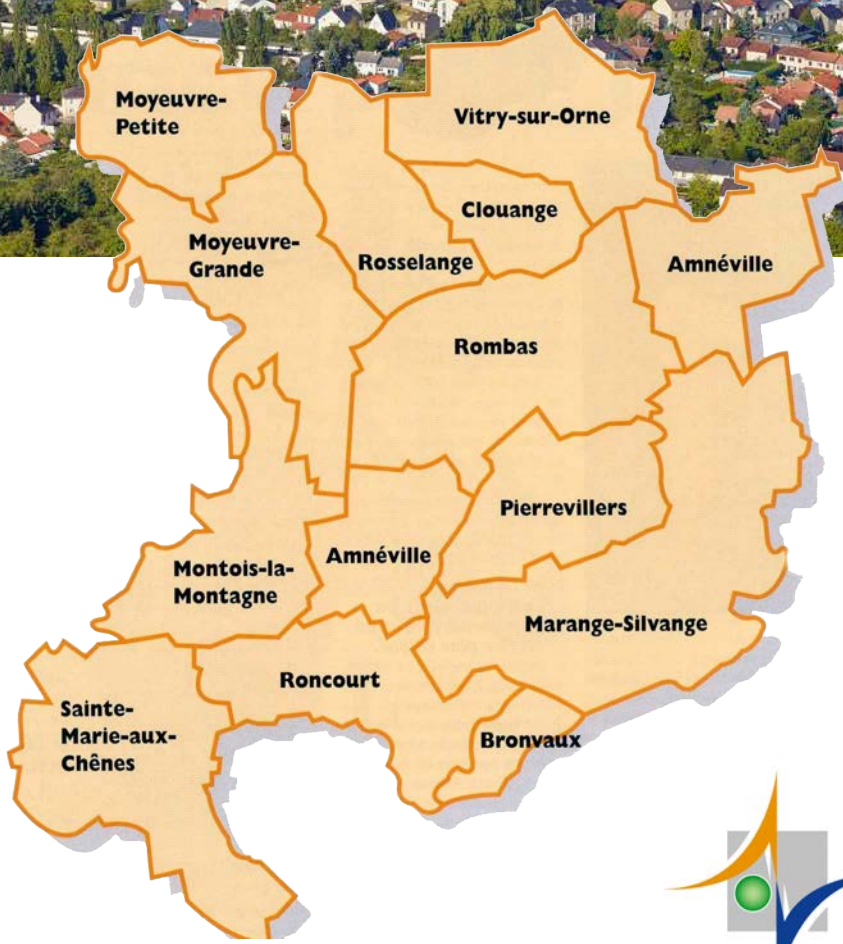 Moyeuvre-
Petite
Vitry-sur-Orne
Clouange
Moyeuvre-
Grande
Rosselange
Amnéville
Rombas
Pierrevillers
Amnéville
Montois-la-
Montagne
Marange-Silvange
Roncourt
Sainte-
Marie-aux-
Chênes
Bronvaux